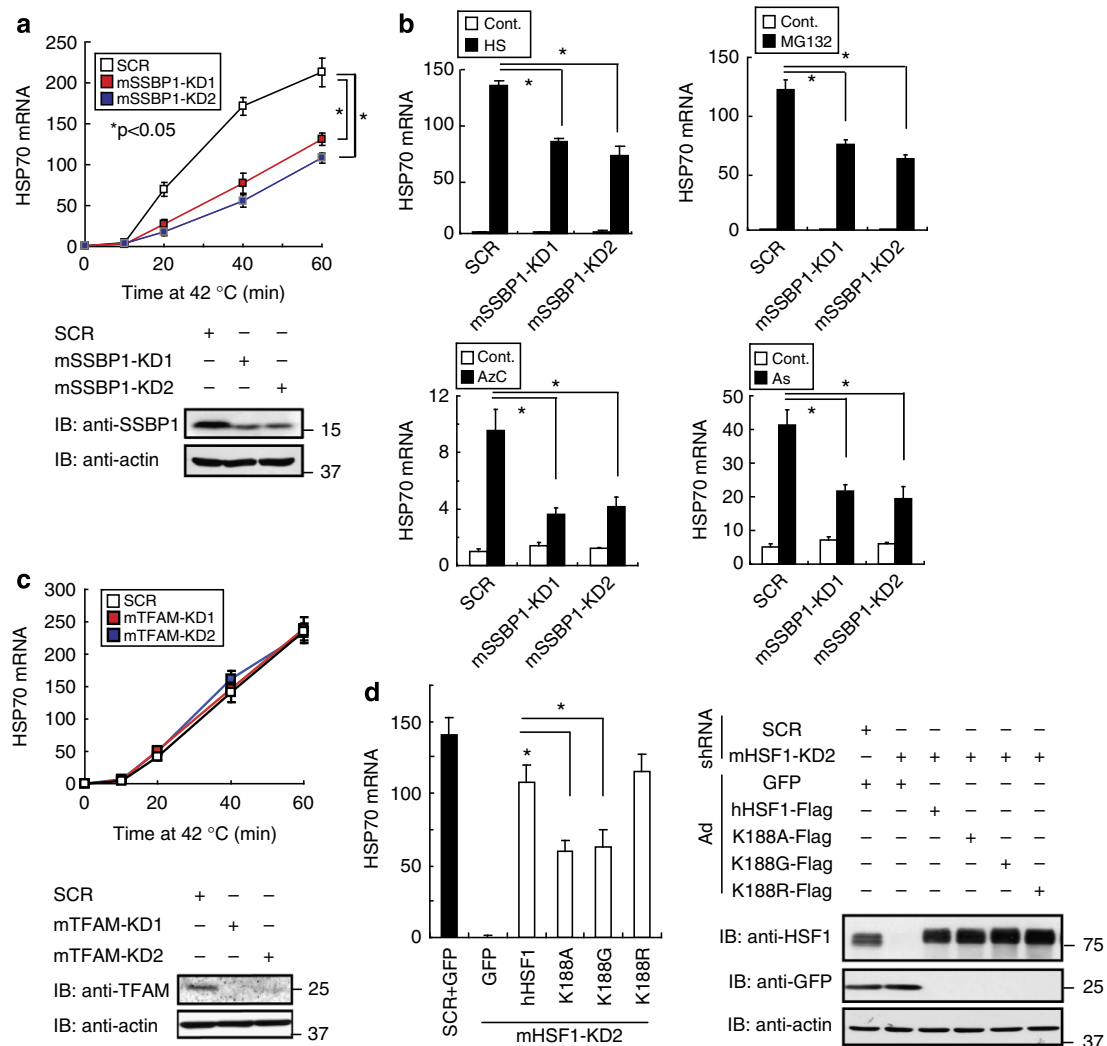 a
250
200
150
100
50
0
HSP70 mRNA
SCR
mSSBP1-KD1
mSSBP1-KD2
*p<0.05
*
*
0 20 40 60
Time at 42 °C (min)
SCR + – –
mSSBP1-KD1 – + –
mSSBP1-KD2 – – +
IB: anti-SSBP1 15
IB: anti-actin 37
b
Cont.
HS
150
100
50
0
HSP70 mRNA
*
*
SCR
mSSBP1-KD1
mSSBP1-KD2
Cont.
MG132
150
100
50
0
HSP70 mRNA
*
*
SCR
mSSBP1-KD1
mSSBP1-KD2
Cont.
AzC
12
8
4
0
HSP70 mRNA
*
*
SCR
mSSBP1-KD1
mSSBP1-KD2
Cont.
As
50
40
30
20
10
0
HSP70 mRNA
*
*
SCR
mSSBP1-KD1
mSSBP1-KD2
c
300
250
200
150
100
50
0
HSP70 mRNA
SCR
mTFAM-KD1
mTFAM-KD2
0 20 40 60
Time at 42 °C (min)
SCR + – –
mTFAM-KD1 – + –
mTFAM-KD2 – – +
IB: anti-TFAM 25
IB: anti-actin 37
d
150
100
50
0
HSP70 mRNA
*
*
SCR+GFP
GFP
hHSF1
K188A
K188G
K188R
mHSF1-KD2
shRNA
SCR + – – – – –
mHSF1-KD2 – + + + + +
Ad
GFP + + – – – –
hHSF1-Flag – – + – – –
K188A-Flag – – – + – –
K188G-Flag – – – – + –
K188R-Flag – – – – – +
IB: anti-HSF1 75
IB: anti-GFP 25
IB: anti-actin 37